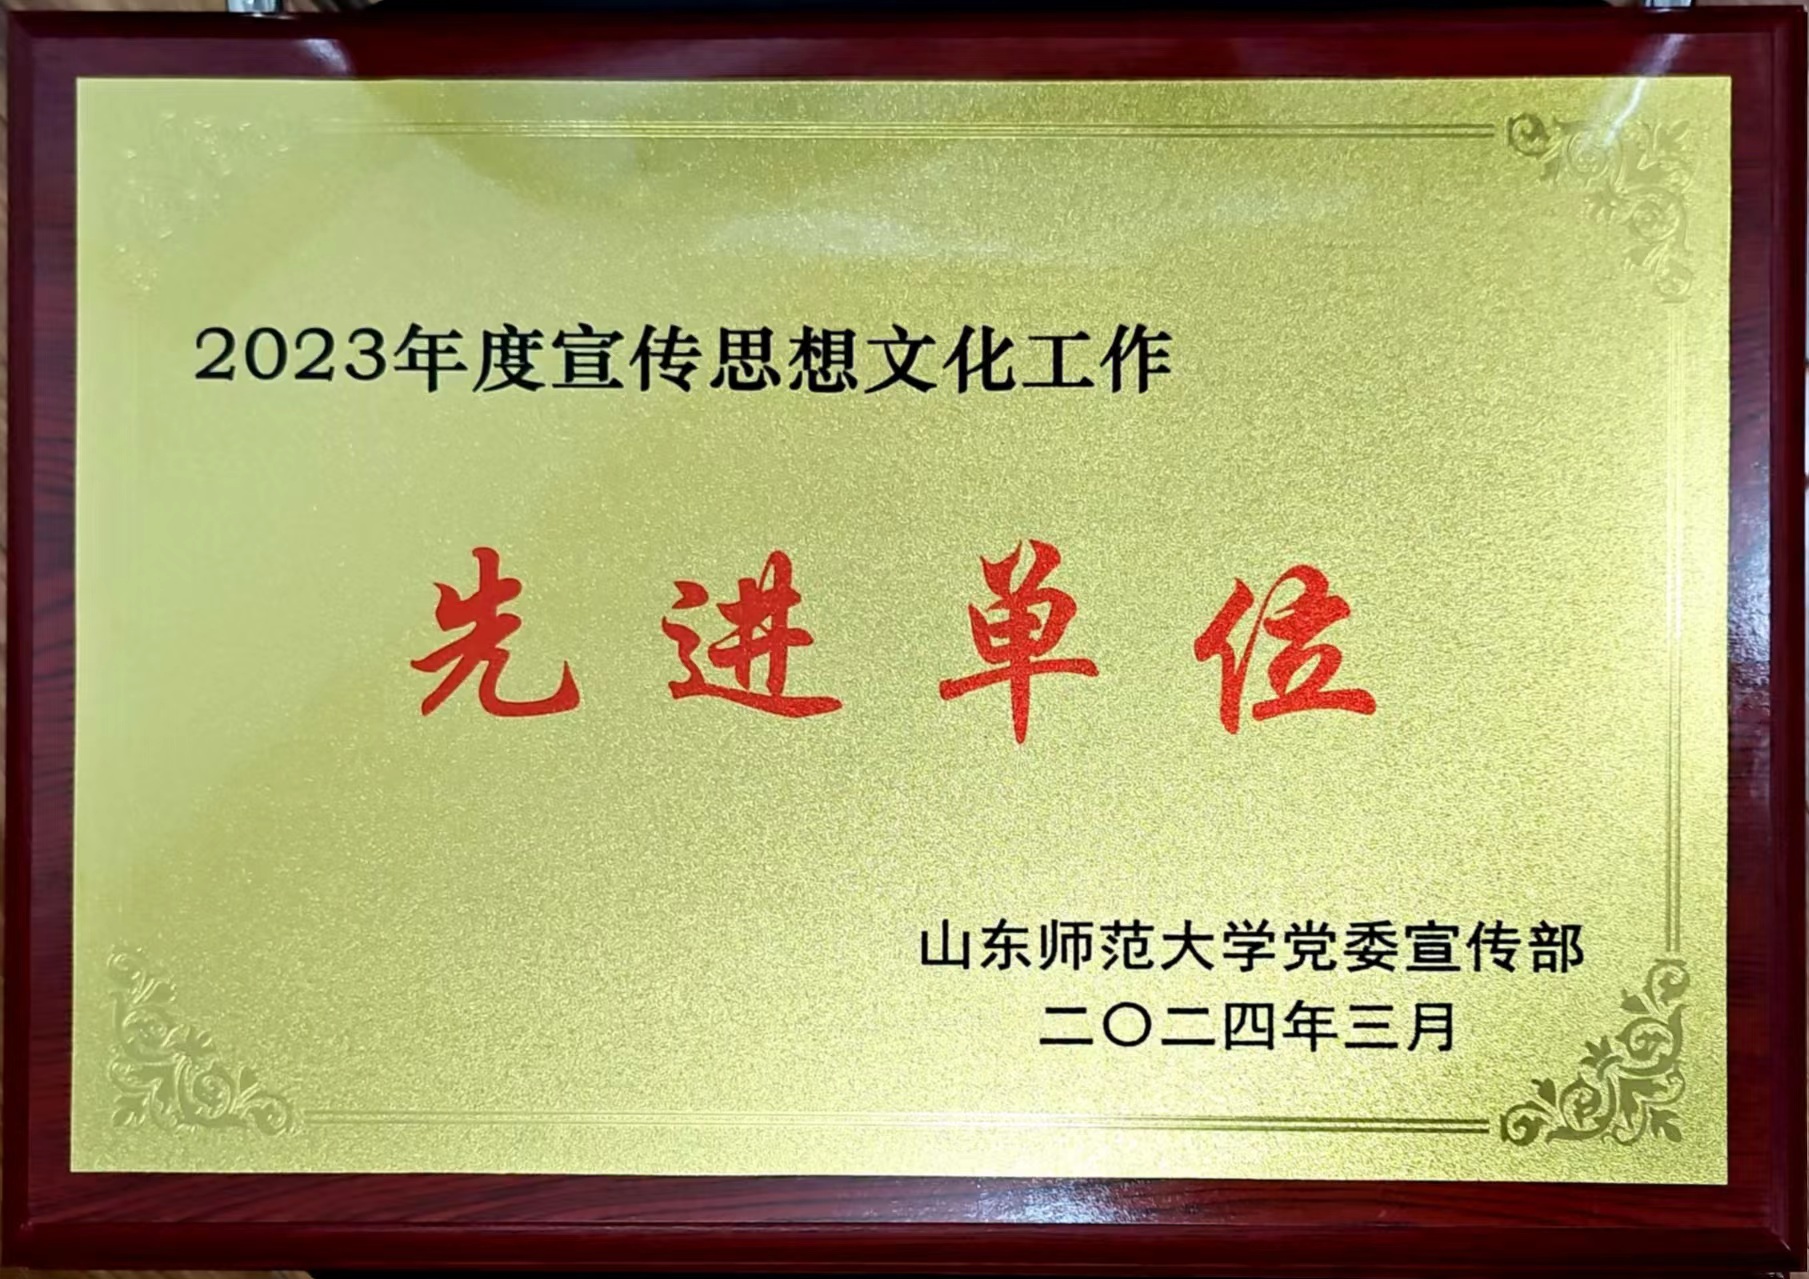 2023年度宣传思想文化工作
先进单位
山东师范大学党委宣传部
二〇二四年三月